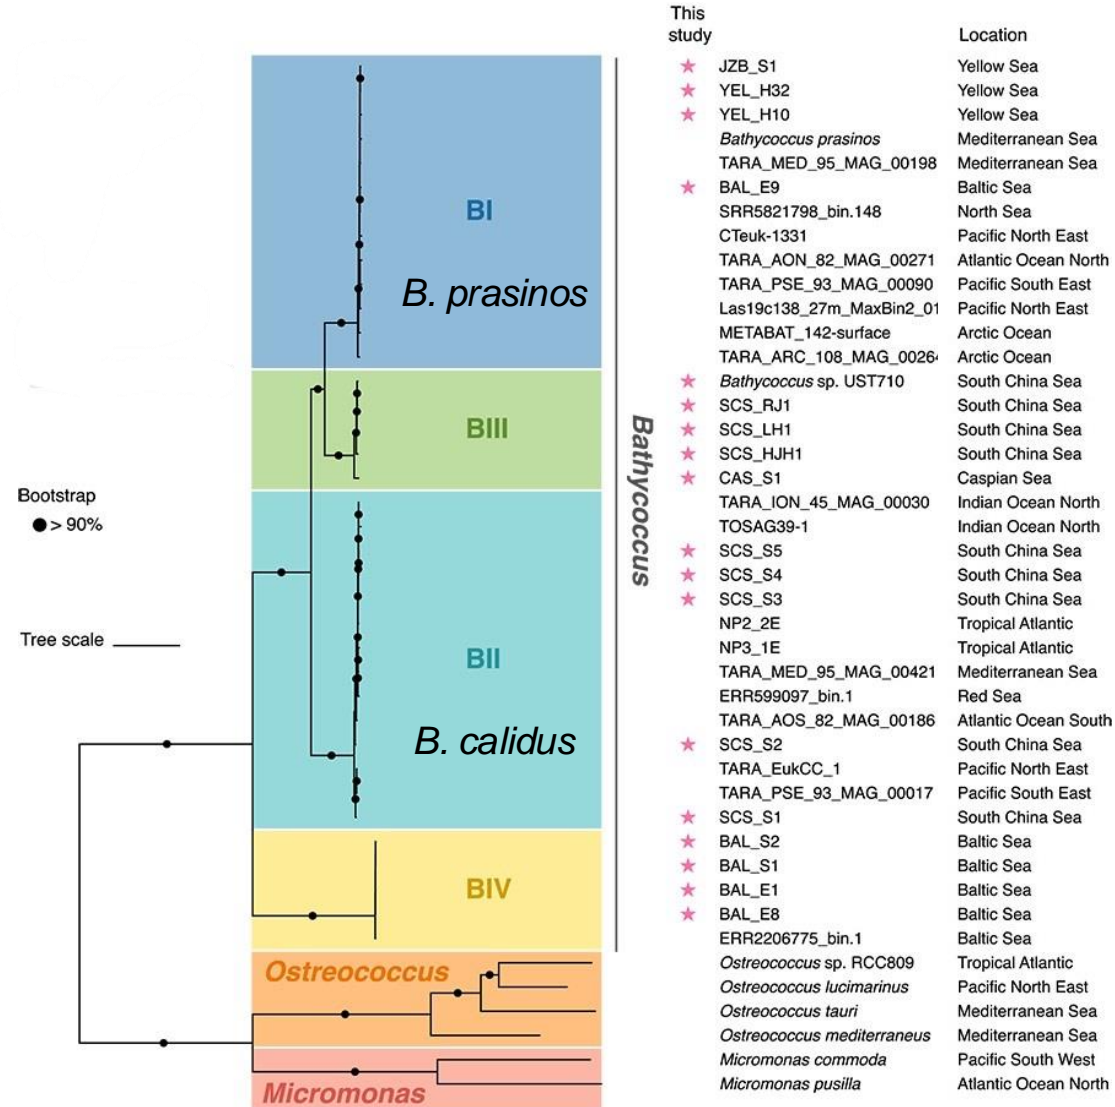 This
study
Location
★ JZB_S1 Yellow Sea
★ YEL_H32 Yellow Sea
★ YEL_H10 Yellow Sea
Bathycoccus prasinos Mediterranean Sea
TARA_MED_95_MAG_00198 Mediterranean Sea
★ BAL_E9 Baltic Sea
SRR5821798_bin.148 North Sea
CTeuk-1331 Pacific North East
TARA_AON_82_MAG_00271 Atlantic Ocean North
TARA_PSE_93_MAG_00090 Pacific South East
Las19c138_27m_MaxBin2_01 Pacific North East
METABAT_142-surface Arctic Ocean
TARA_ARC_108_MAG_0026 Arctic Ocean
★ Bathycoccus sp. UST710 South China Sea
★ SCS_RJ1 South China Sea
★ SCS_LH1 South China Sea
★ SCS_HJH1 South China Sea
★ CAS_S1 Caspian Sea
TARA_ION_45_MAG_00030 Indian Ocean North
TOSAG39-1 Indian Ocean North
★ SCS_S5 South China Sea
★ SCS_S4 South China Sea
★ SCS_S3 South China Sea
NP2_2E Tropical Atlantic
NP3_1E Tropical Atlantic
TARA_MED_95_MAG_00421 Mediterranean Sea
ERR599097_bin.1 Red Sea
TARA_AOS_82_MAG_00186 Atlantic Ocean South
★ SCS_S2 South China Sea
TARA_EukCC_1 Pacific North East
TARA_PSE_93_MAG_00017 Pacific South East
★ SCS_S1 South China Sea
★ BAL_S2 Baltic Sea
★ BAL_S1 Baltic Sea
★ BAL_E1 Baltic Sea
★ BAL_E8 Baltic Sea
ERR2206775_bin.1 Baltic Sea
Ostreococcus sp. RCC809 Tropical Atlantic
Ostreococcus lucimarinus Pacific North East
Ostreococcus tauri Mediterranean Sea
Ostreococcus mediterraneus Mediterranean Sea
Micromonas commoda Pacific South West
Micromonas pusilla Atlantic Ocean North
BI
B. prasinos
BIII
BII
B. calidus
BIV
Ostreococcus
Micromonas
Bathycoccus
Bootstrap
● > 90%
Tree scale